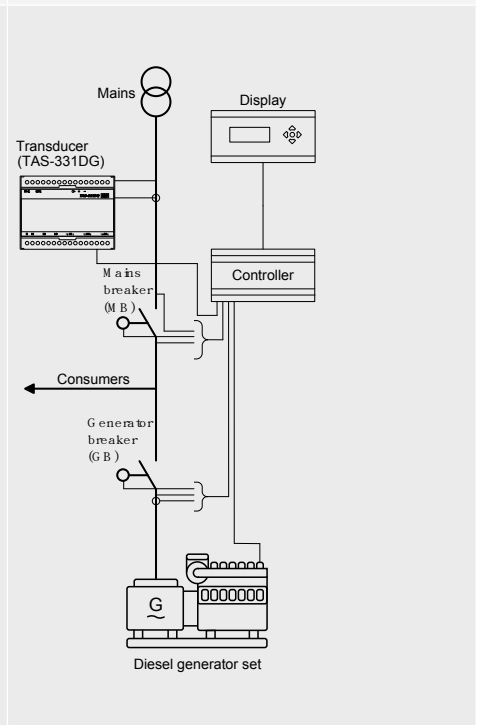 Mains
Display
Transducer
(TAS-331DG)
Controller
Mains
breaker
(MB)
Consumers
Generator
breaker
(GB)
G
Diesel generator set